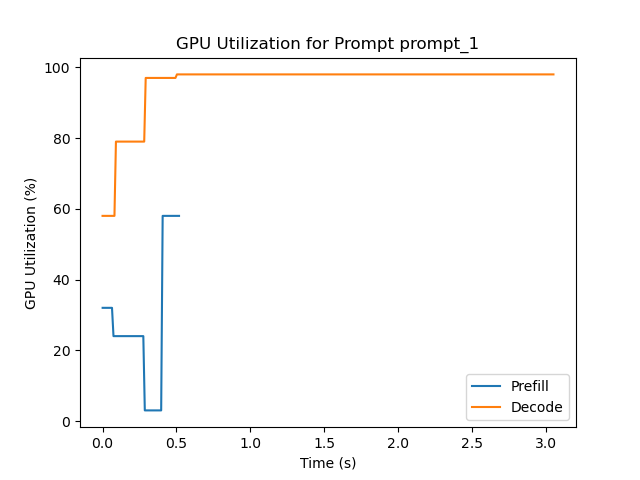 GPU Utilization for Prompt prompt_1
GPU Utilization (%)
100
80
60
40
20
0
0.0 0.5 1.0 1.5 2.0 2.5 3.0
Time (s)
Prefill
Decode